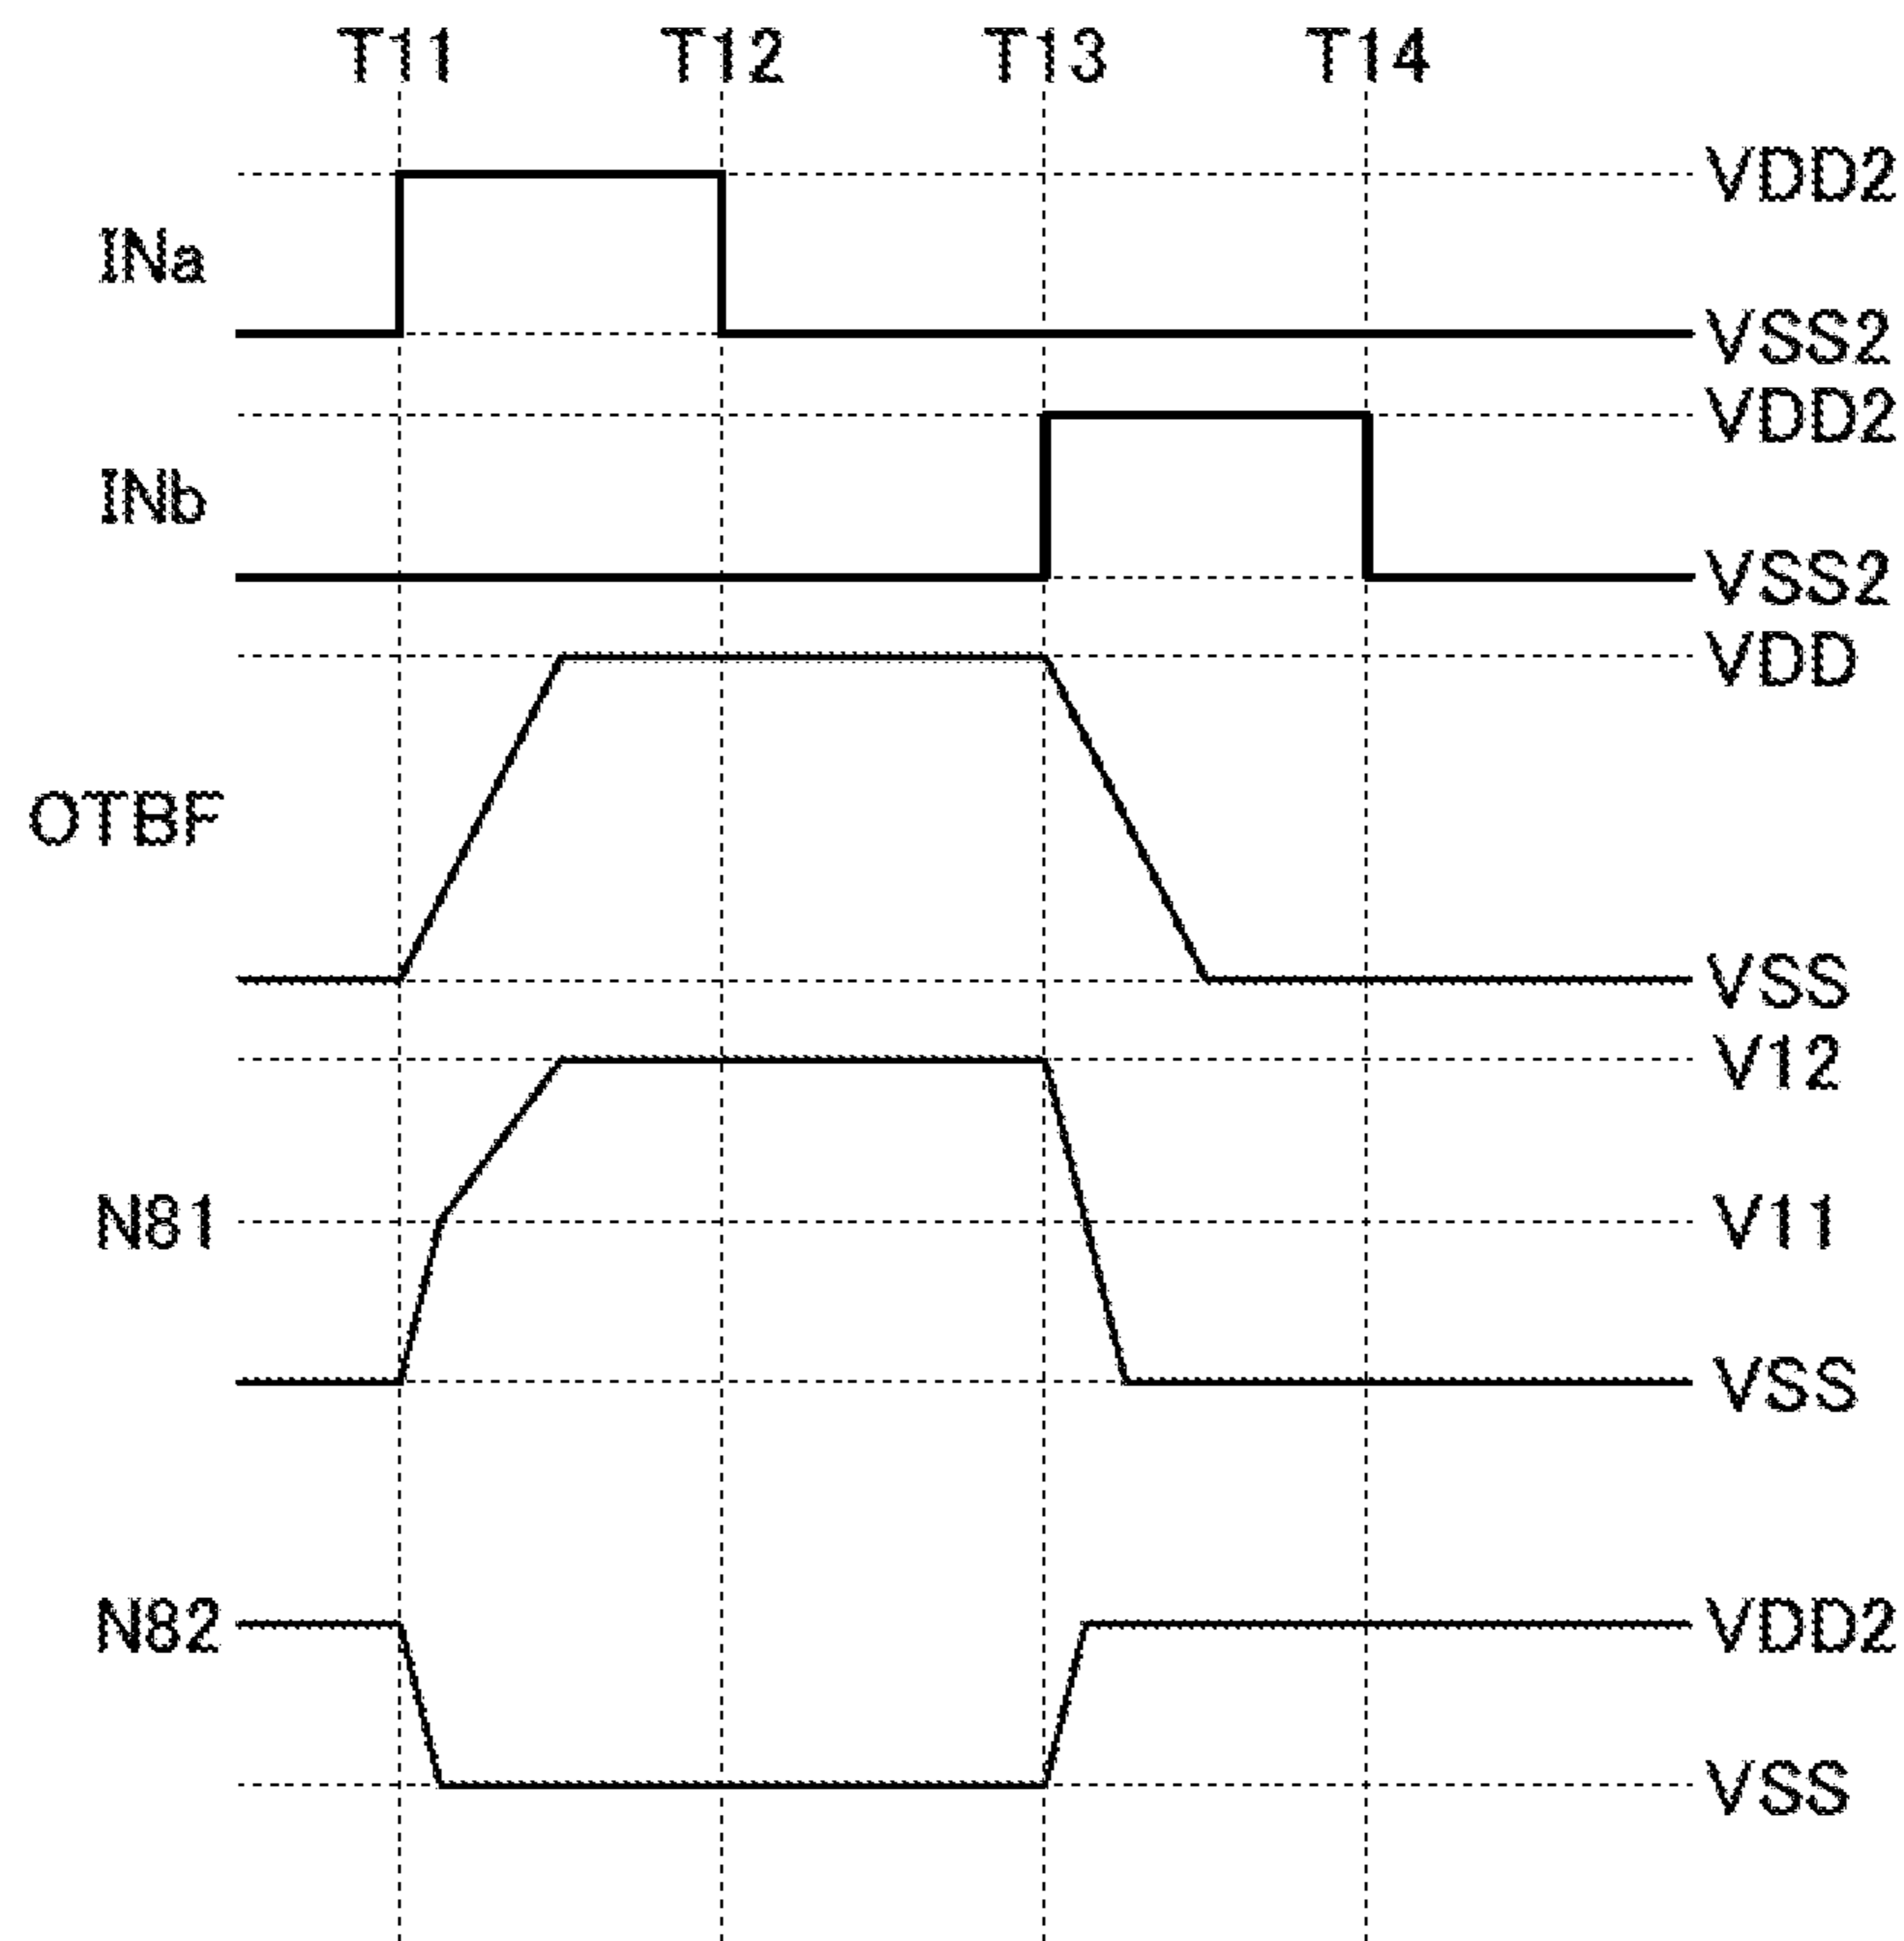 T11 T12 T13 T14
VDD2
INa
VSS2
VDD2
INb
VSS2
VDD
OTBF
VSS
V12
N81 V11
VSS
N82 VDD2
VSS